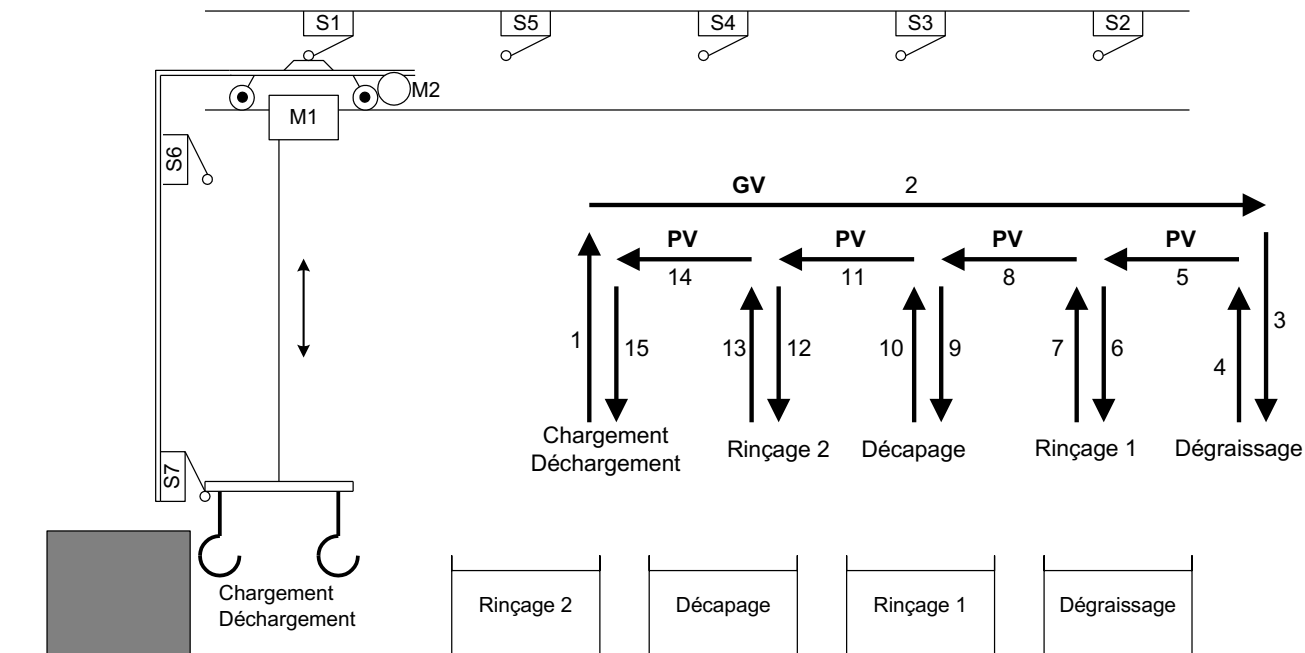 S1
S5
S4
S3
S2
M2
M1
S6
GV
2
PV
PV
PV
PV
14
11
8
5
1
15
13
12
10
9
7
6
4
3
Chargement
Déchargement
Rinçage 2
Décapage
Rinçage 1
Dégraissage
S7
Chargement
Déchargement
Rinçage 2
Décapage
Rinçage 1
Dégraissage